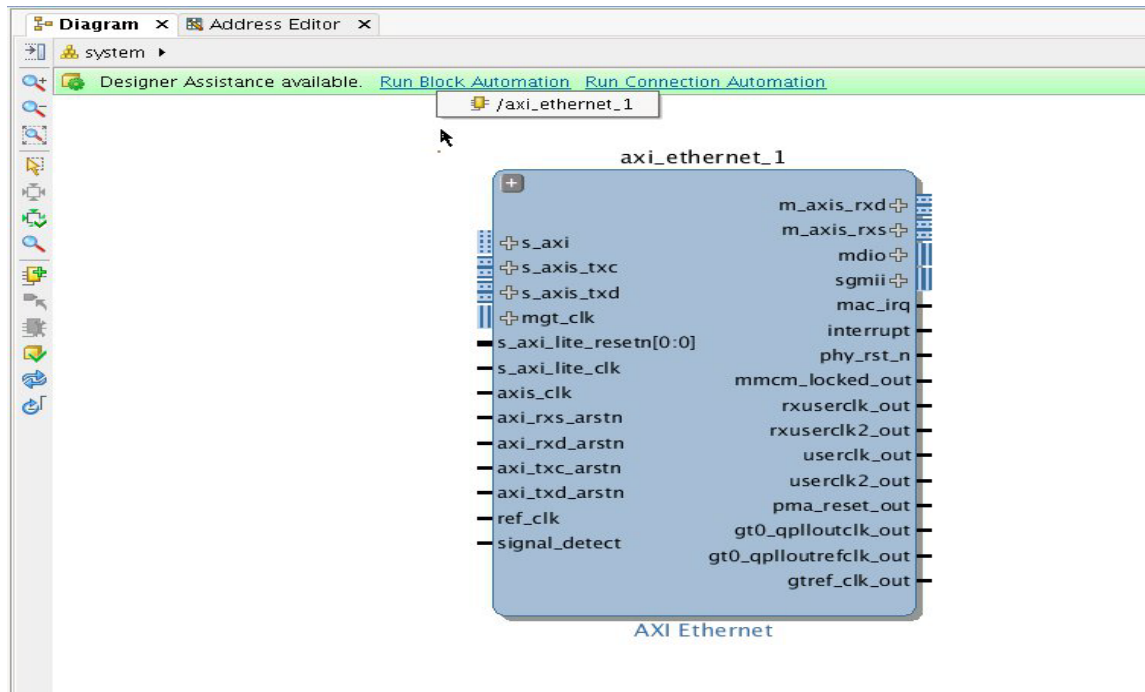 Diagram × Address Editor ×
system
Designer Assistance available. Run Block Automation Run Connection Automation
/axi_ethernet_1
axi_ethernet_1
s_axi
s_axis_txc
s_axis_txd
mgt_clk
s_axi_lite_resetn[0:0]
s_axi_lite_clk
axis_clk
axi_rxs_arstn
axi_rxd_arstn
axi_txc_arstn
axi_txd_arstn
ref_clk
signal_detect
m_axis_rxd
m_axis_rxs
mdio
sgmii
mac_irq
interrupt
phy_rst_n
mmcm_locked_out
rxuserclk_out
rxuserclk2_out
userclk_out
userclk2_out
pma_reset_out
gt0_qplloutclk_out
gt0_qplloutrefclk_out
gtref_clk_out
AXI Ethernet